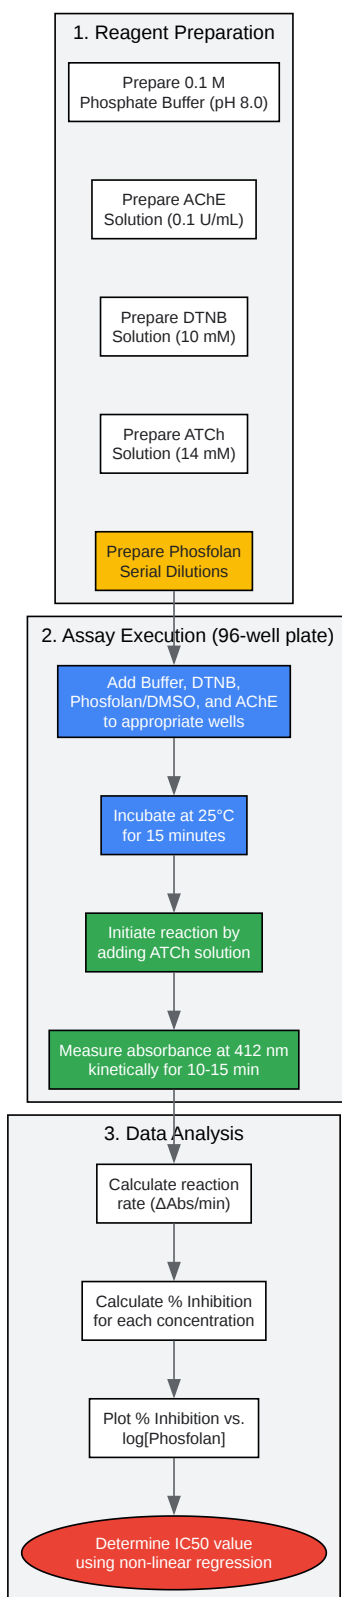 1. Reagent Preparation
Prepare 0.1 M
Phosphate Buffer (pH 8.0)
Prepare AChE
Solution (0.1 U/mL)
Prepare DTNB
Solution (10 mM)
Prepare ATCh
Solution (14 mM)
Prepare Phosfolan
Serial Dilutions
2. Assay Execution (96-well plate)
Add Buffer, DTNB,
Phosfolan/DMSO, and AChE
to appropriate wells
Incubate at 25°C
for 15 minutes
Initiate reaction by
adding ATCh solution
Measure absorbance at 412 nm
kinetically for 10-15 min
3. Data Analysis
Calculate reaction
rate (ΔAbs/min)
Calculate % Inhibition
for each concentration
Plot % Inhibition vs.
log[Phosfolan]
Determine IC50 value
using non-linear regression